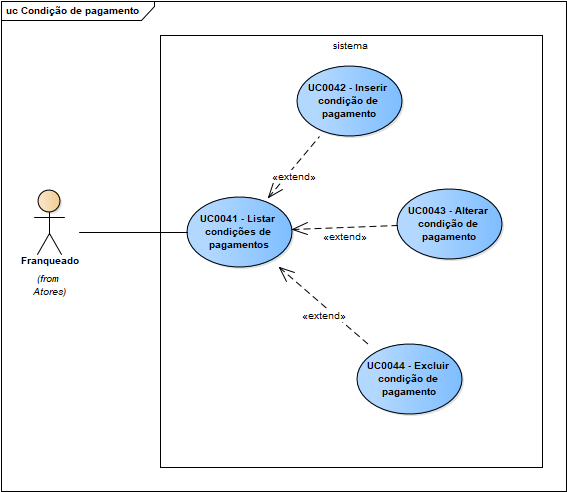 uc Condição de pagamento
sistema
UC0042 - Inserir
condição de
pagamento
«extend»
UC0041 - Listar
condições de
pagamentos
UC0043 - Alterar
condição de
pagamento
«extend»
Franqueado
(from
Atores)
«extend»
UC0044 - Excluir
condição de
pagamento